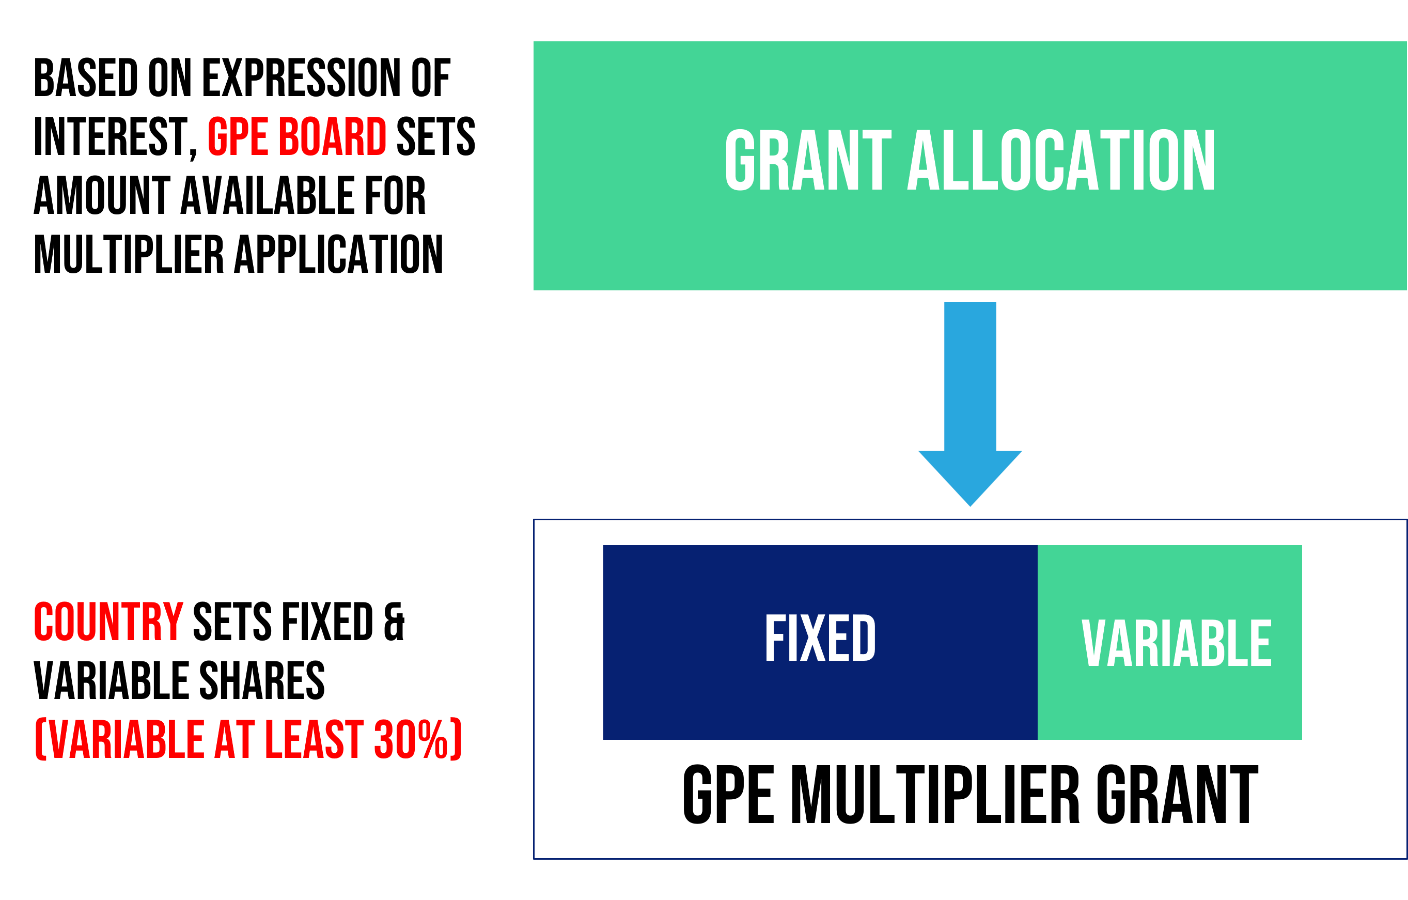 BASED ON EXPRESSION OF
INTEREST, GPE BOARD SETS
AMOUNT AVAILABLE FOR
MULTIPLIER APPLICATION
GRANT ALLOCATION
COUNTRY SETS FIXED &
VARIABLE SHARES
(VARIABLE AT LEAST 30%)
FIXED
VARIABLE
GPE MULTIPLIER GRANT